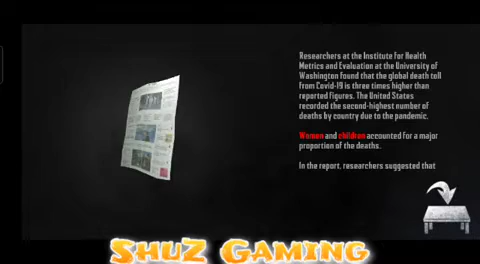 Researchers at the Institute for Health
Metrics and Evaluation at the University of
Washington found that the global death toll
from Covid-19 is three times higher than
reported figures. The United States
recorded the second-highest number of
deaths by country due to the pandemic.
Women and children accounted for a major
proportion of the deaths.
In the report, researchers suggested that
SHUZ GAMING